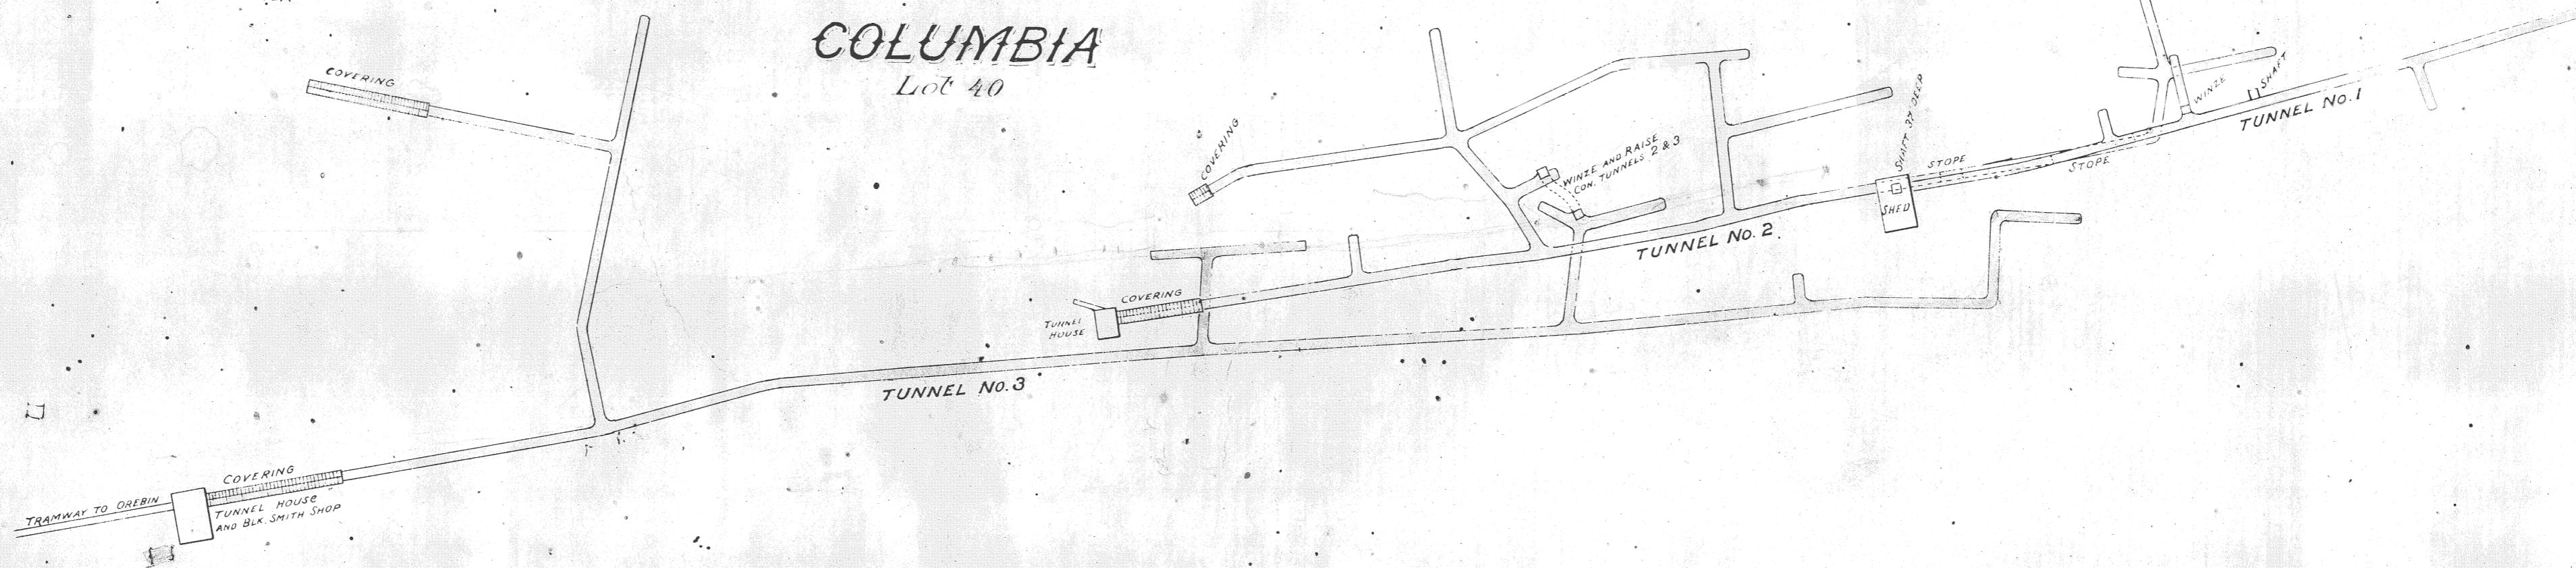 COLUMBIA
Lot 40
COVERING
COVERING
WINZE AND RAISE
CON. TUNNELS 2 & 3
SHAFT DEEP
SHED
STOPE
STOPE
WINZE
SHAFT
TUNNEL No. 1
TUNNEL No. 2.
COVERING
TUNNEL
HOUSE
TUNNEL No. 3
COVERING
TRAMWAY TO OREBIN
TUNNEL HOUSE
AND BLK. SMITH SHOP